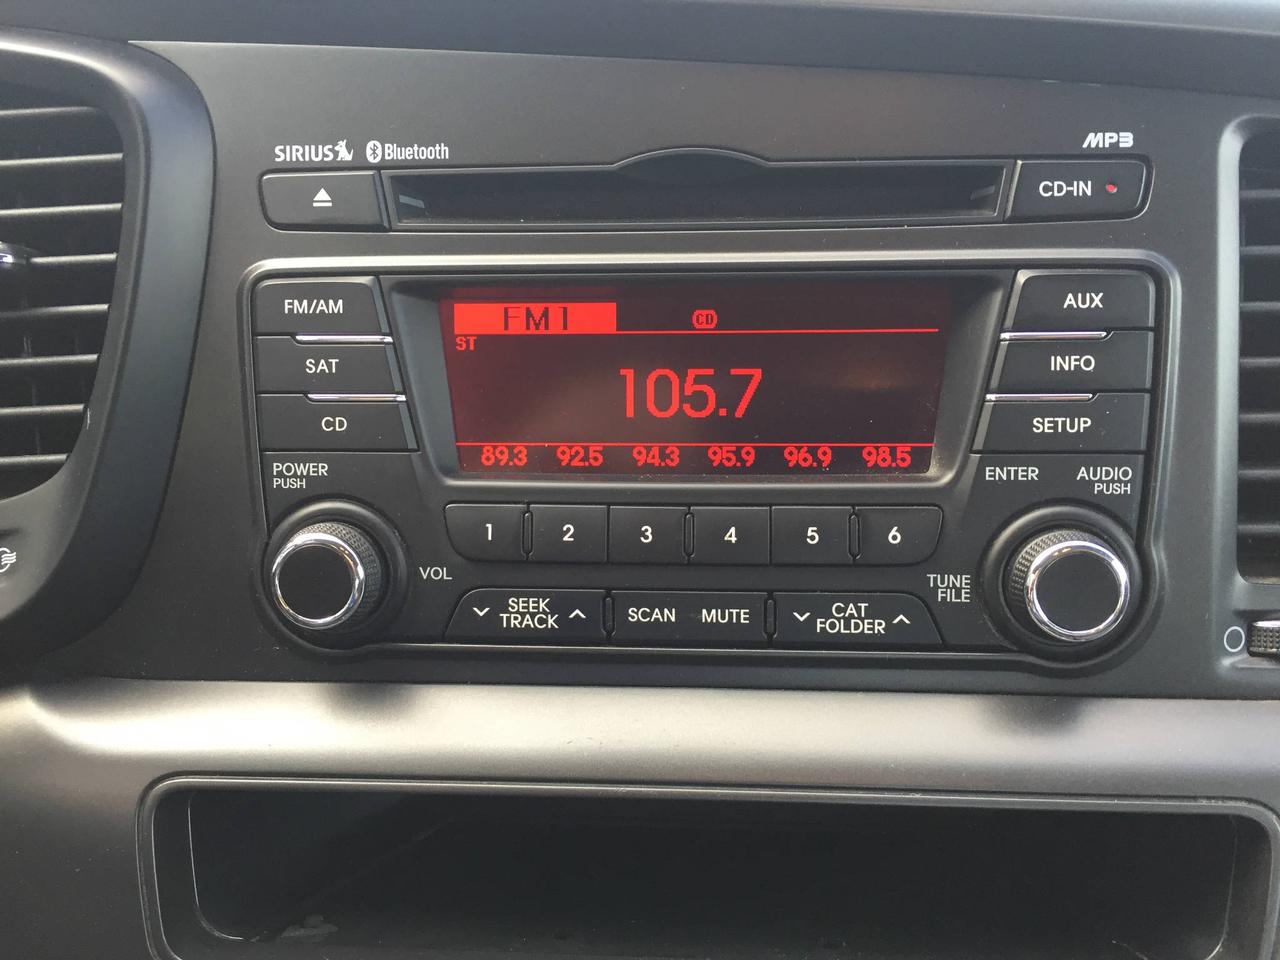 SIRIUS Bluetooth MP3
CD-IN
FM/AM FM1 CD AUX
ST
SAT 105.7 INFO
CD SETUP
89.3 92.5 94.3 95.9 96.9 98.5
POWER
PUSH
ENTER AUDIO
PUSH
1 2 3 4 5 6
VOL
TUNE
FILE
SEEK
TRACK
SCAN MUTE
CAT
FOLDER